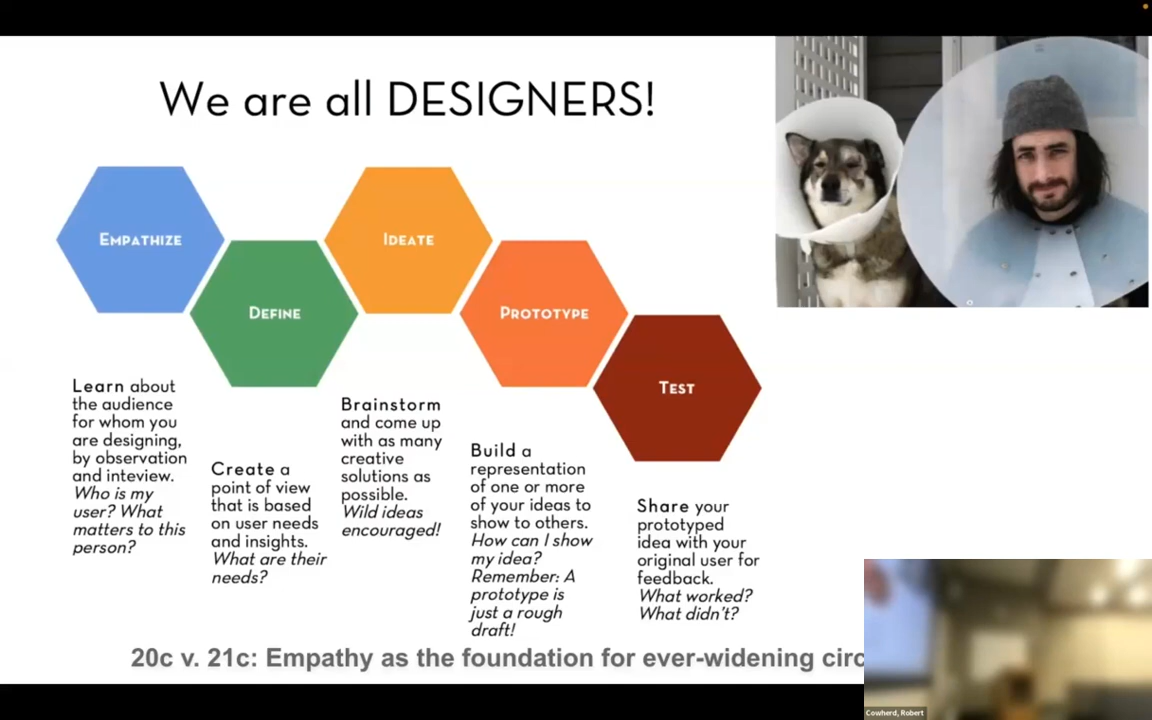 We are all DESIGNERS!
EMPATHIZE
DEFINE
IDEATE
PROTOTYPE
TEST
Learn about
the audience
for whom you
are designing,
by observation
and inteview.
Who is my
user? What
matters to this
person?
Create a
point of view
that is based
on user needs
and insights.
What are their
needs?
Brainstorm
and come up
with as many
creative
solutions as
possible.
Wild ideas
encouraged!
Build a
representation
of one or more
of your ideas to
show to others.
How can I show
my idea?
Remember: A
prototype is
just a rough
draft!
Share your
prototyped
idea with your
original user for
feedback.
What worked?
What didn't?
20c v. 21c: Empathy as the foundation for ever-widening circ
Cowherd, Robert